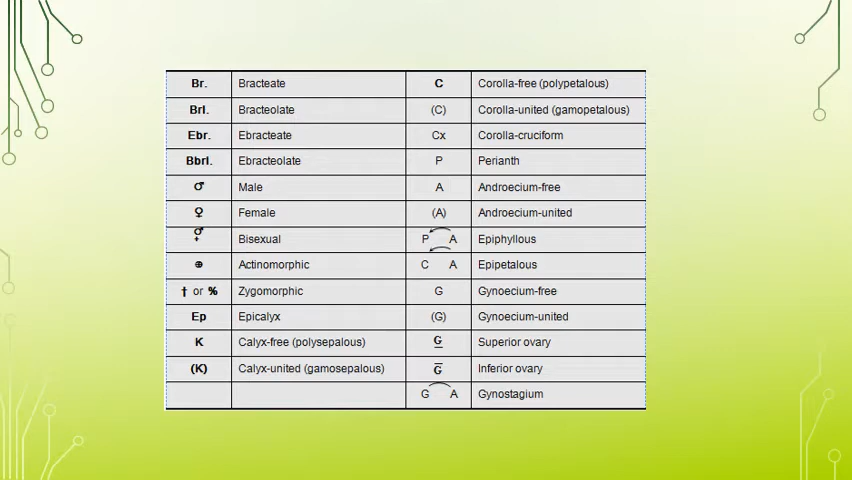 Br. Bracteate C Corolla-free (polypetalous)
Brl. Bracteolate (C) Corolla-united (gamopetalous)
Ebr. Ebracteate Cx Corolla-cruciform
Bbrl. Ebracteolate P Perianth
♂ Male A Androecium-free
♀ Female (A) Androecium-united
⚥ Bisexual P A Epiphyllous
⊕ Actinomorphic C A Epipetalous
† or % Zygomorphic G Gynoecium-free
Ep Epicalyx (G) Gynoecium-united
K Calyx-free (polysepalous) G̲ Superior ovary
(K) Calyx-united (gamosepalous) G̅ Inferior ovary
G A Gynostagium